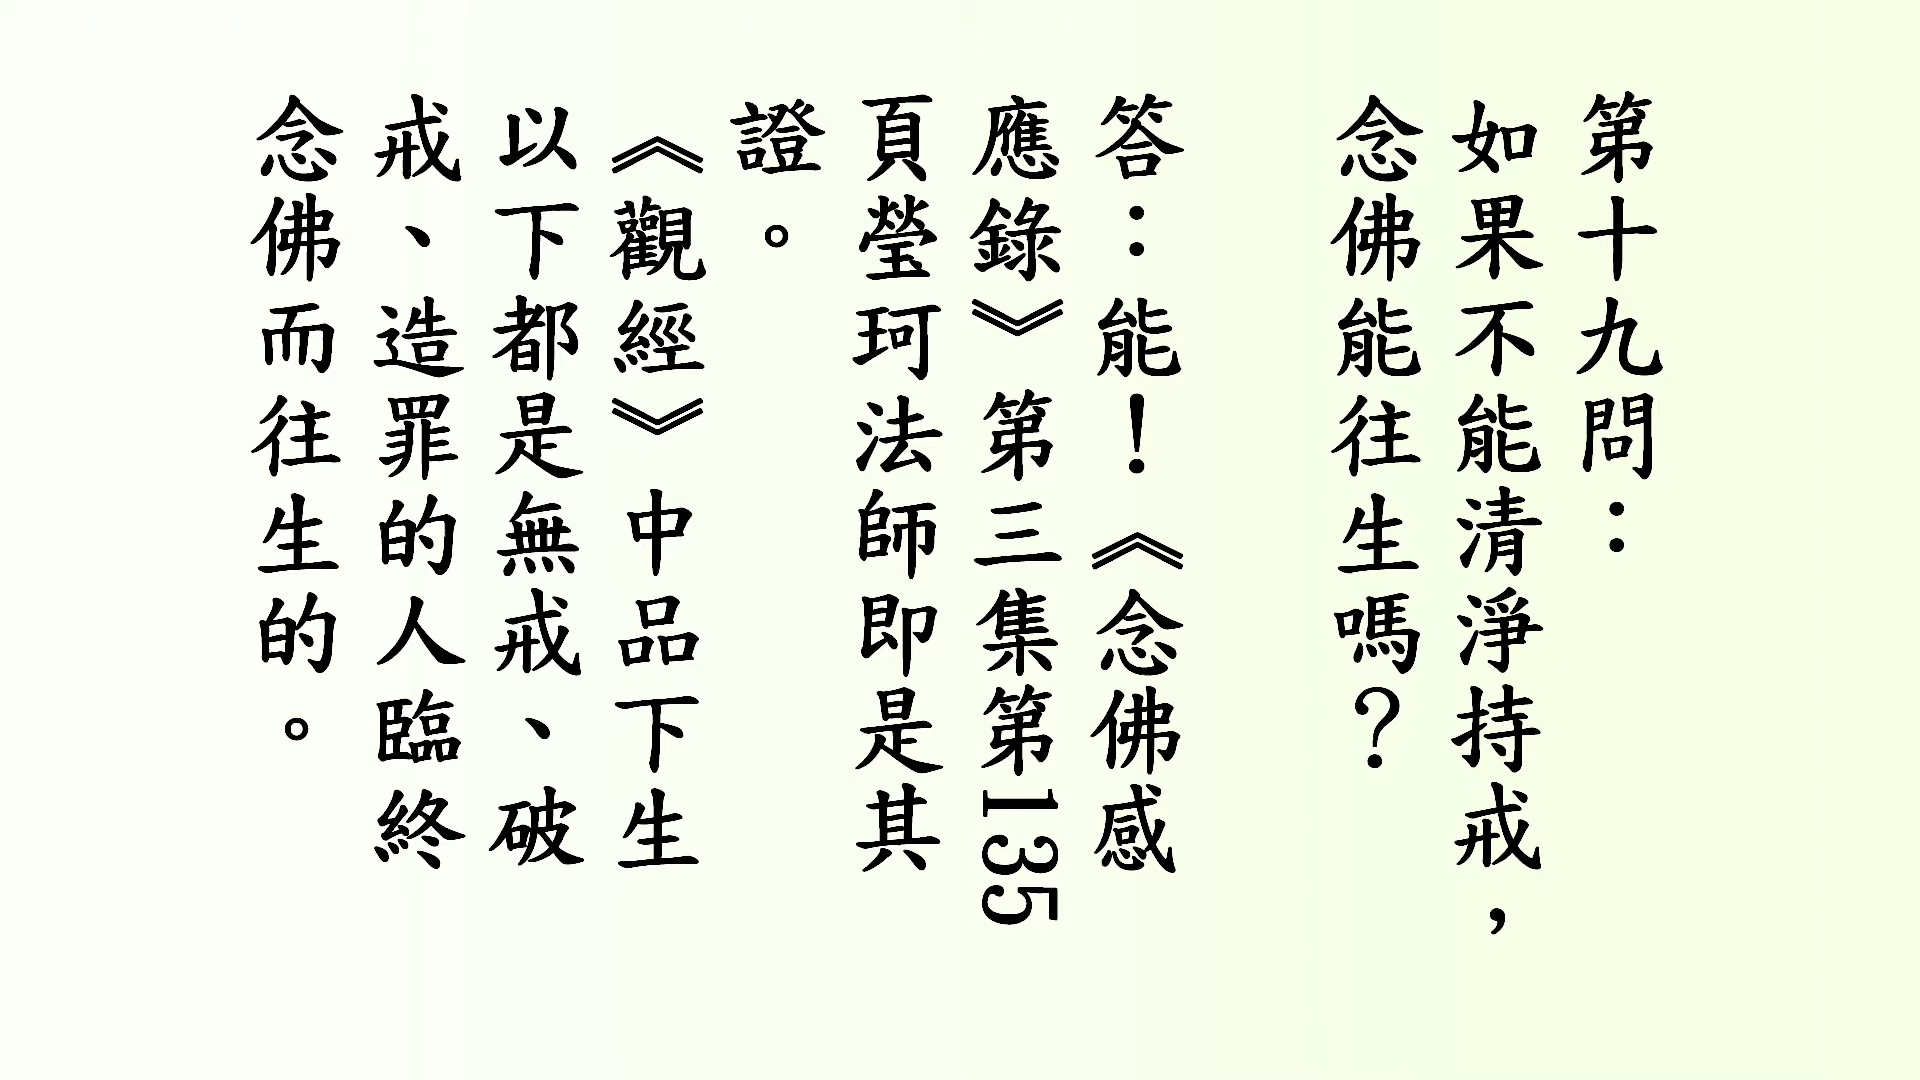 第十九問：
如果不能清淨持戒，
念佛能往生嗎？
答：能！《念佛感
應錄》第三集第135
頁瑩珂法師即是其
證。
《觀經》中品下生
以下都是無戒、破
戒、造罪的人臨終
念佛而往生的。